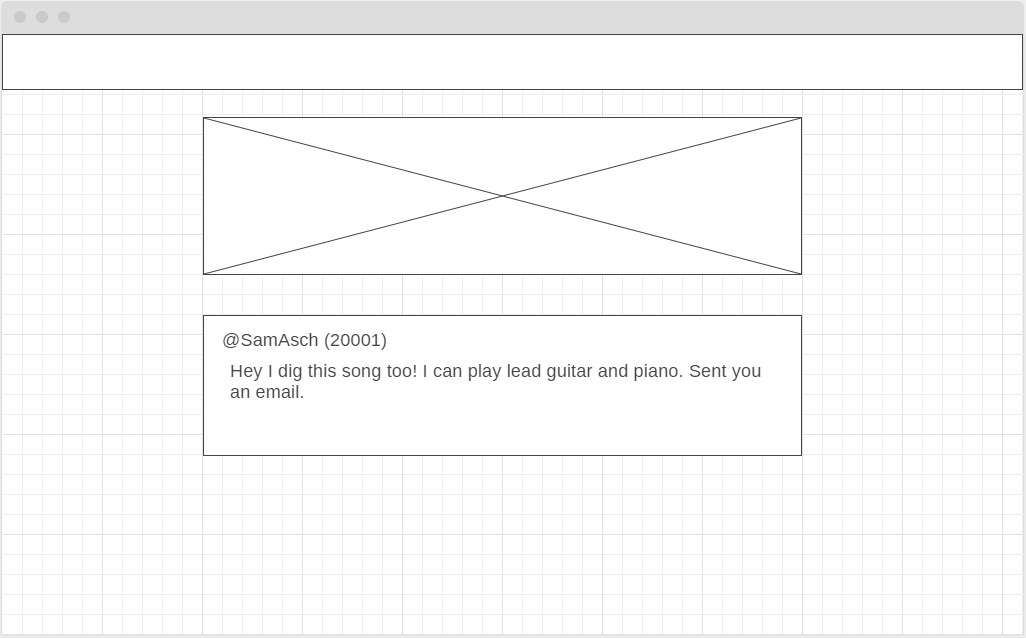 @SamAsch (20001)
Hey I dig this song too! I can play lead guitar and piano. Sent you
an email.